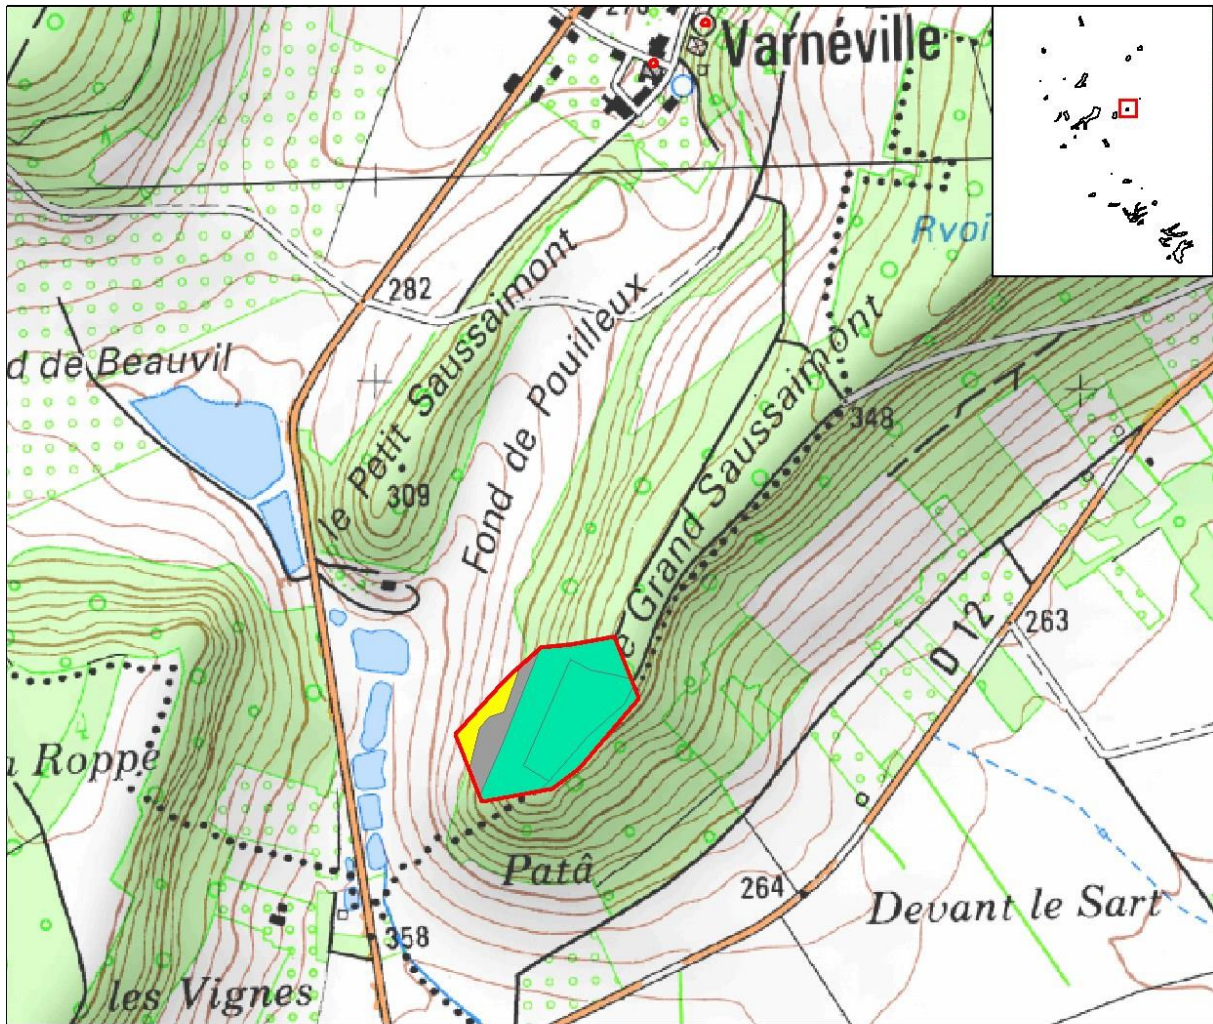 Varnéville
Rvoi
282
d de Beauvil
le Petit Saussaimont
Fond de Pouilleux
348
309
e Grand Saussaimont
263
D 12
a Roppe
Patâ
264
Devant le Sart
358
les Vignes